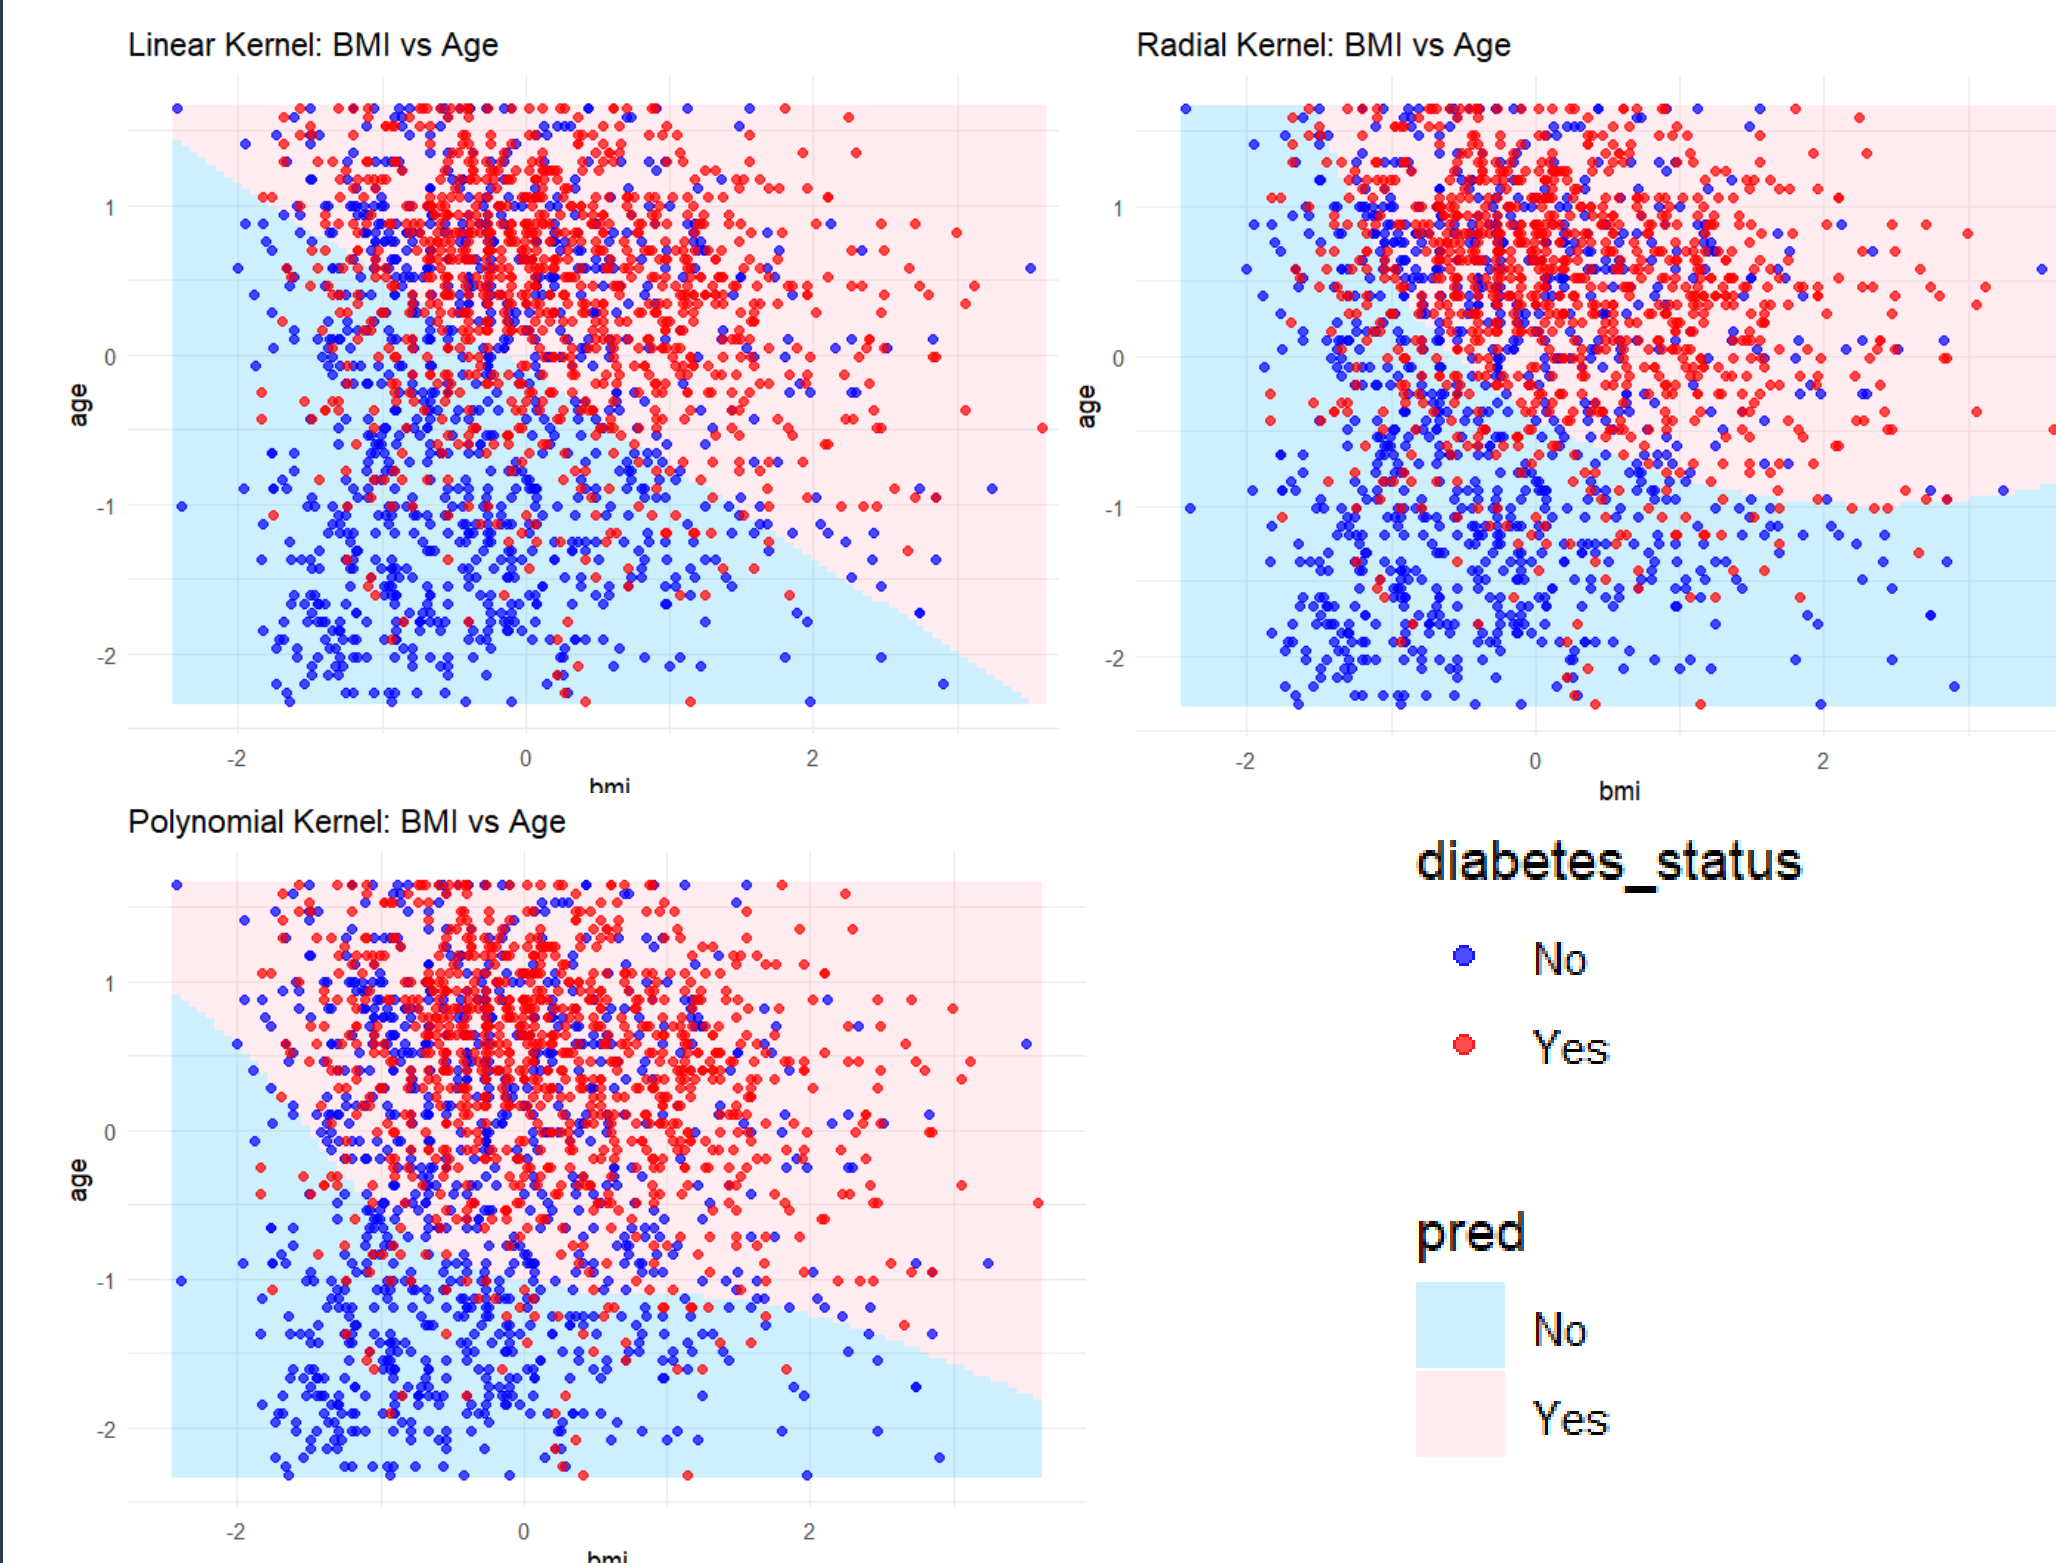 Linear Kernel: BMI vs Age
age
1
0
-1
-2
-2
0
2
bmi
Radial Kernel: BMI vs Age
age
1
0
-1
-2
-2
0
2
bmi
Polynomial Kernel: BMI vs Age
age
1
0
-1
-2
-2
0
2
bmi
diabetes_status
No
Yes
pred
No
Yes